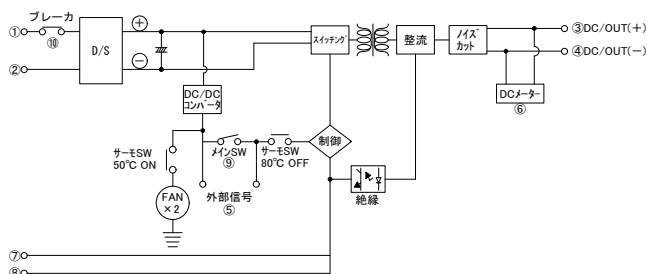 ブレーカ
①
⑩
②
D/S
+
−
スイッチング
整流
ノイズ
カット
③DC/OUT(+)
④DC/OUT(−)
DCメーター
⑥
DC/DC
コンバータ
サーモSW
50℃ ON
メインSW
⑨
サーモSW
80℃ OFF
制御
FAN
×2
外部信号
⑤
絶縁
⑦
⑧